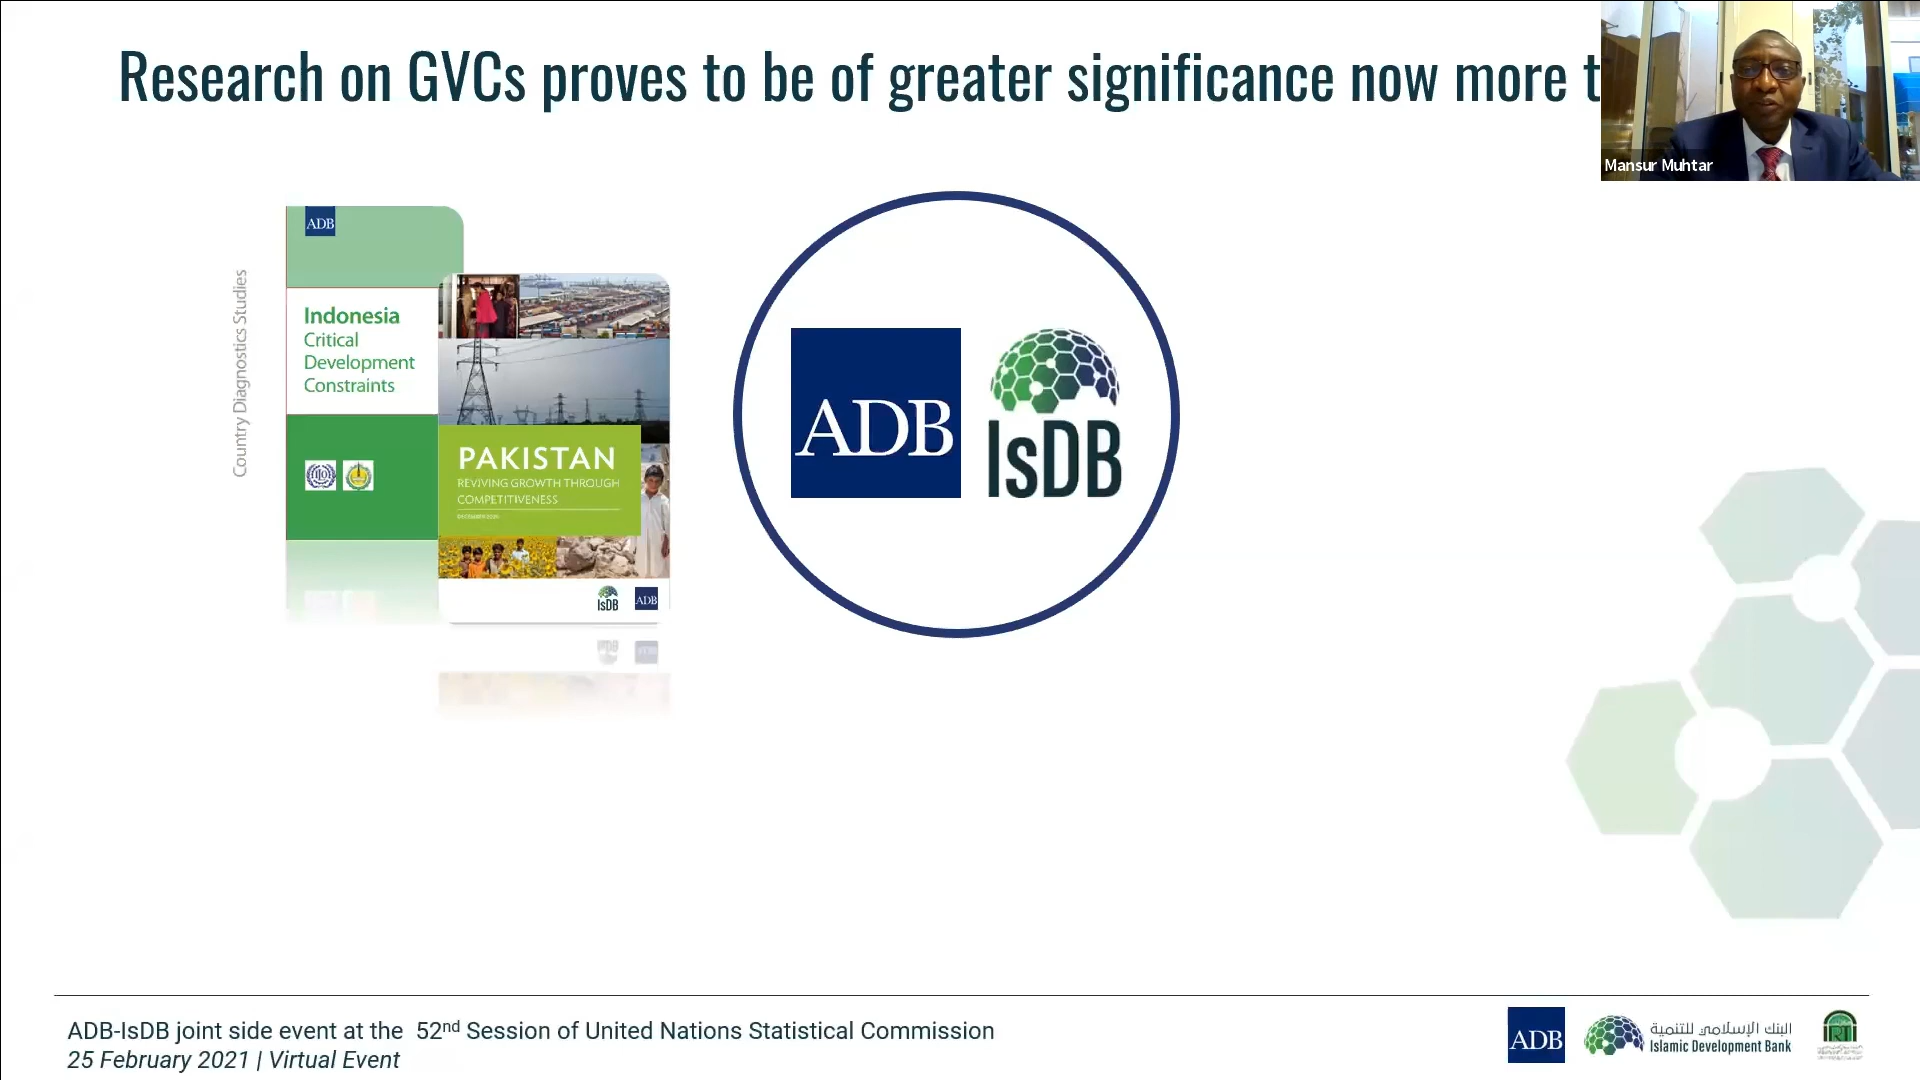 Research on GVCs proves to be of greater significance now more t
Mansur Muhtar
Country Diagnostics Studies
ADB
Indonesia
Critical
Development
Constraints
PAKISTAN
REVIVING GROWTH THROUGH
COMPETITIVENESS
IsDB ADB
ADB IsDB
ADB-IsDB joint side event at the 52nd Session of United Nations Statistical Commission
25 February 2021 | Virtual Event
ADB
البنك الإسلامي للتنمية
Islamic Development Bank